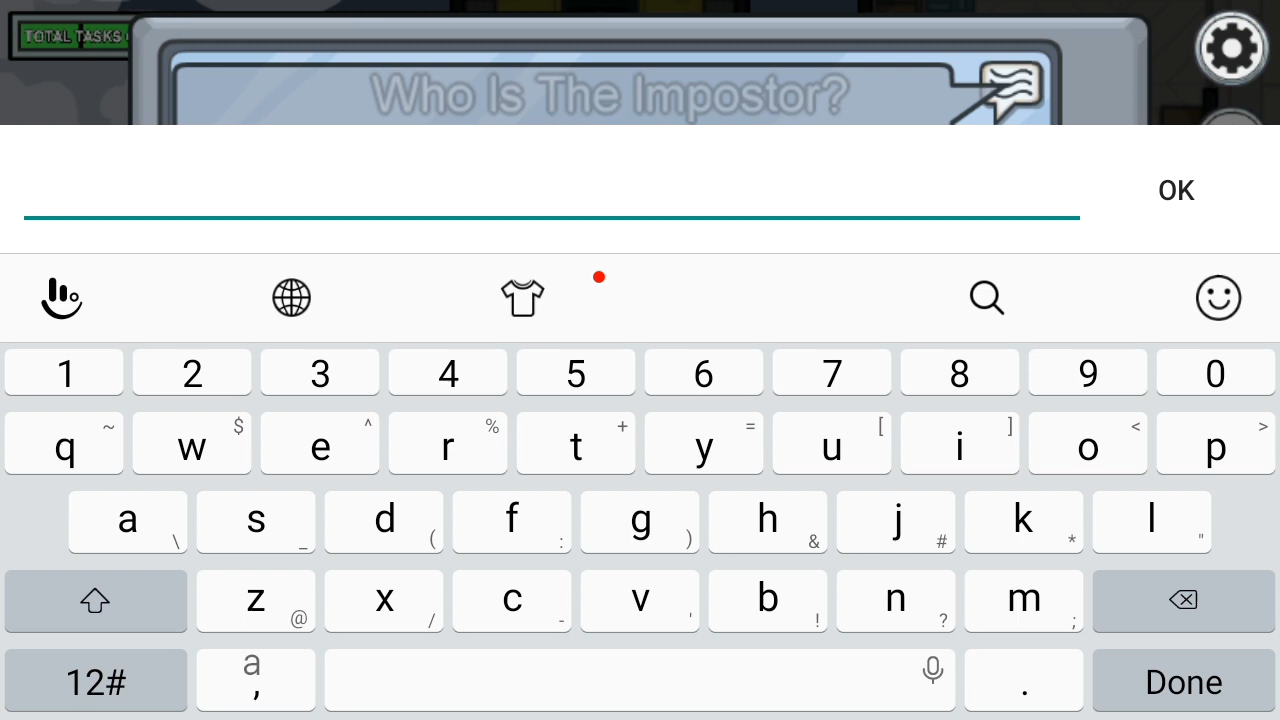 TOTAL TASKS
Who Is The Impostor?
OK
1 2 3 4 5 6 7 8 9 0
~ $ ^ % + = [ ] < >
q w e r t y u i o p
a s d f g h j k l
\ _ ( : ) & # * "
z x c v b n m
@ / - ' ! ? ;
12# a , . Done